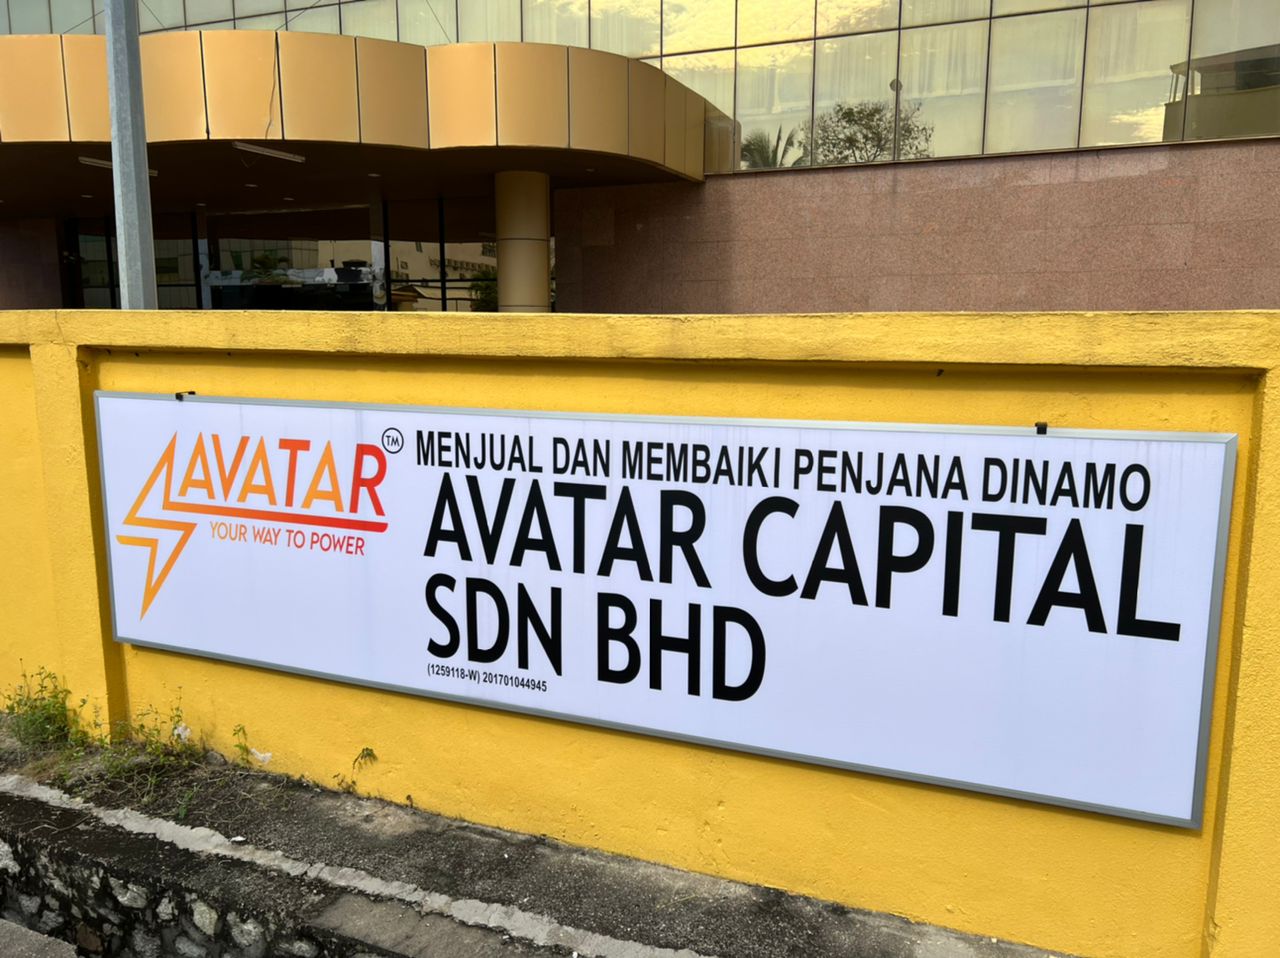 AVATAR
TM
YOUR WAY TO POWER
MENJUAL DAN MEMBAIKI PENJANA DINAMO
AVATAR CAPITAL
SDN BHD
(1259118-W) 201701044945